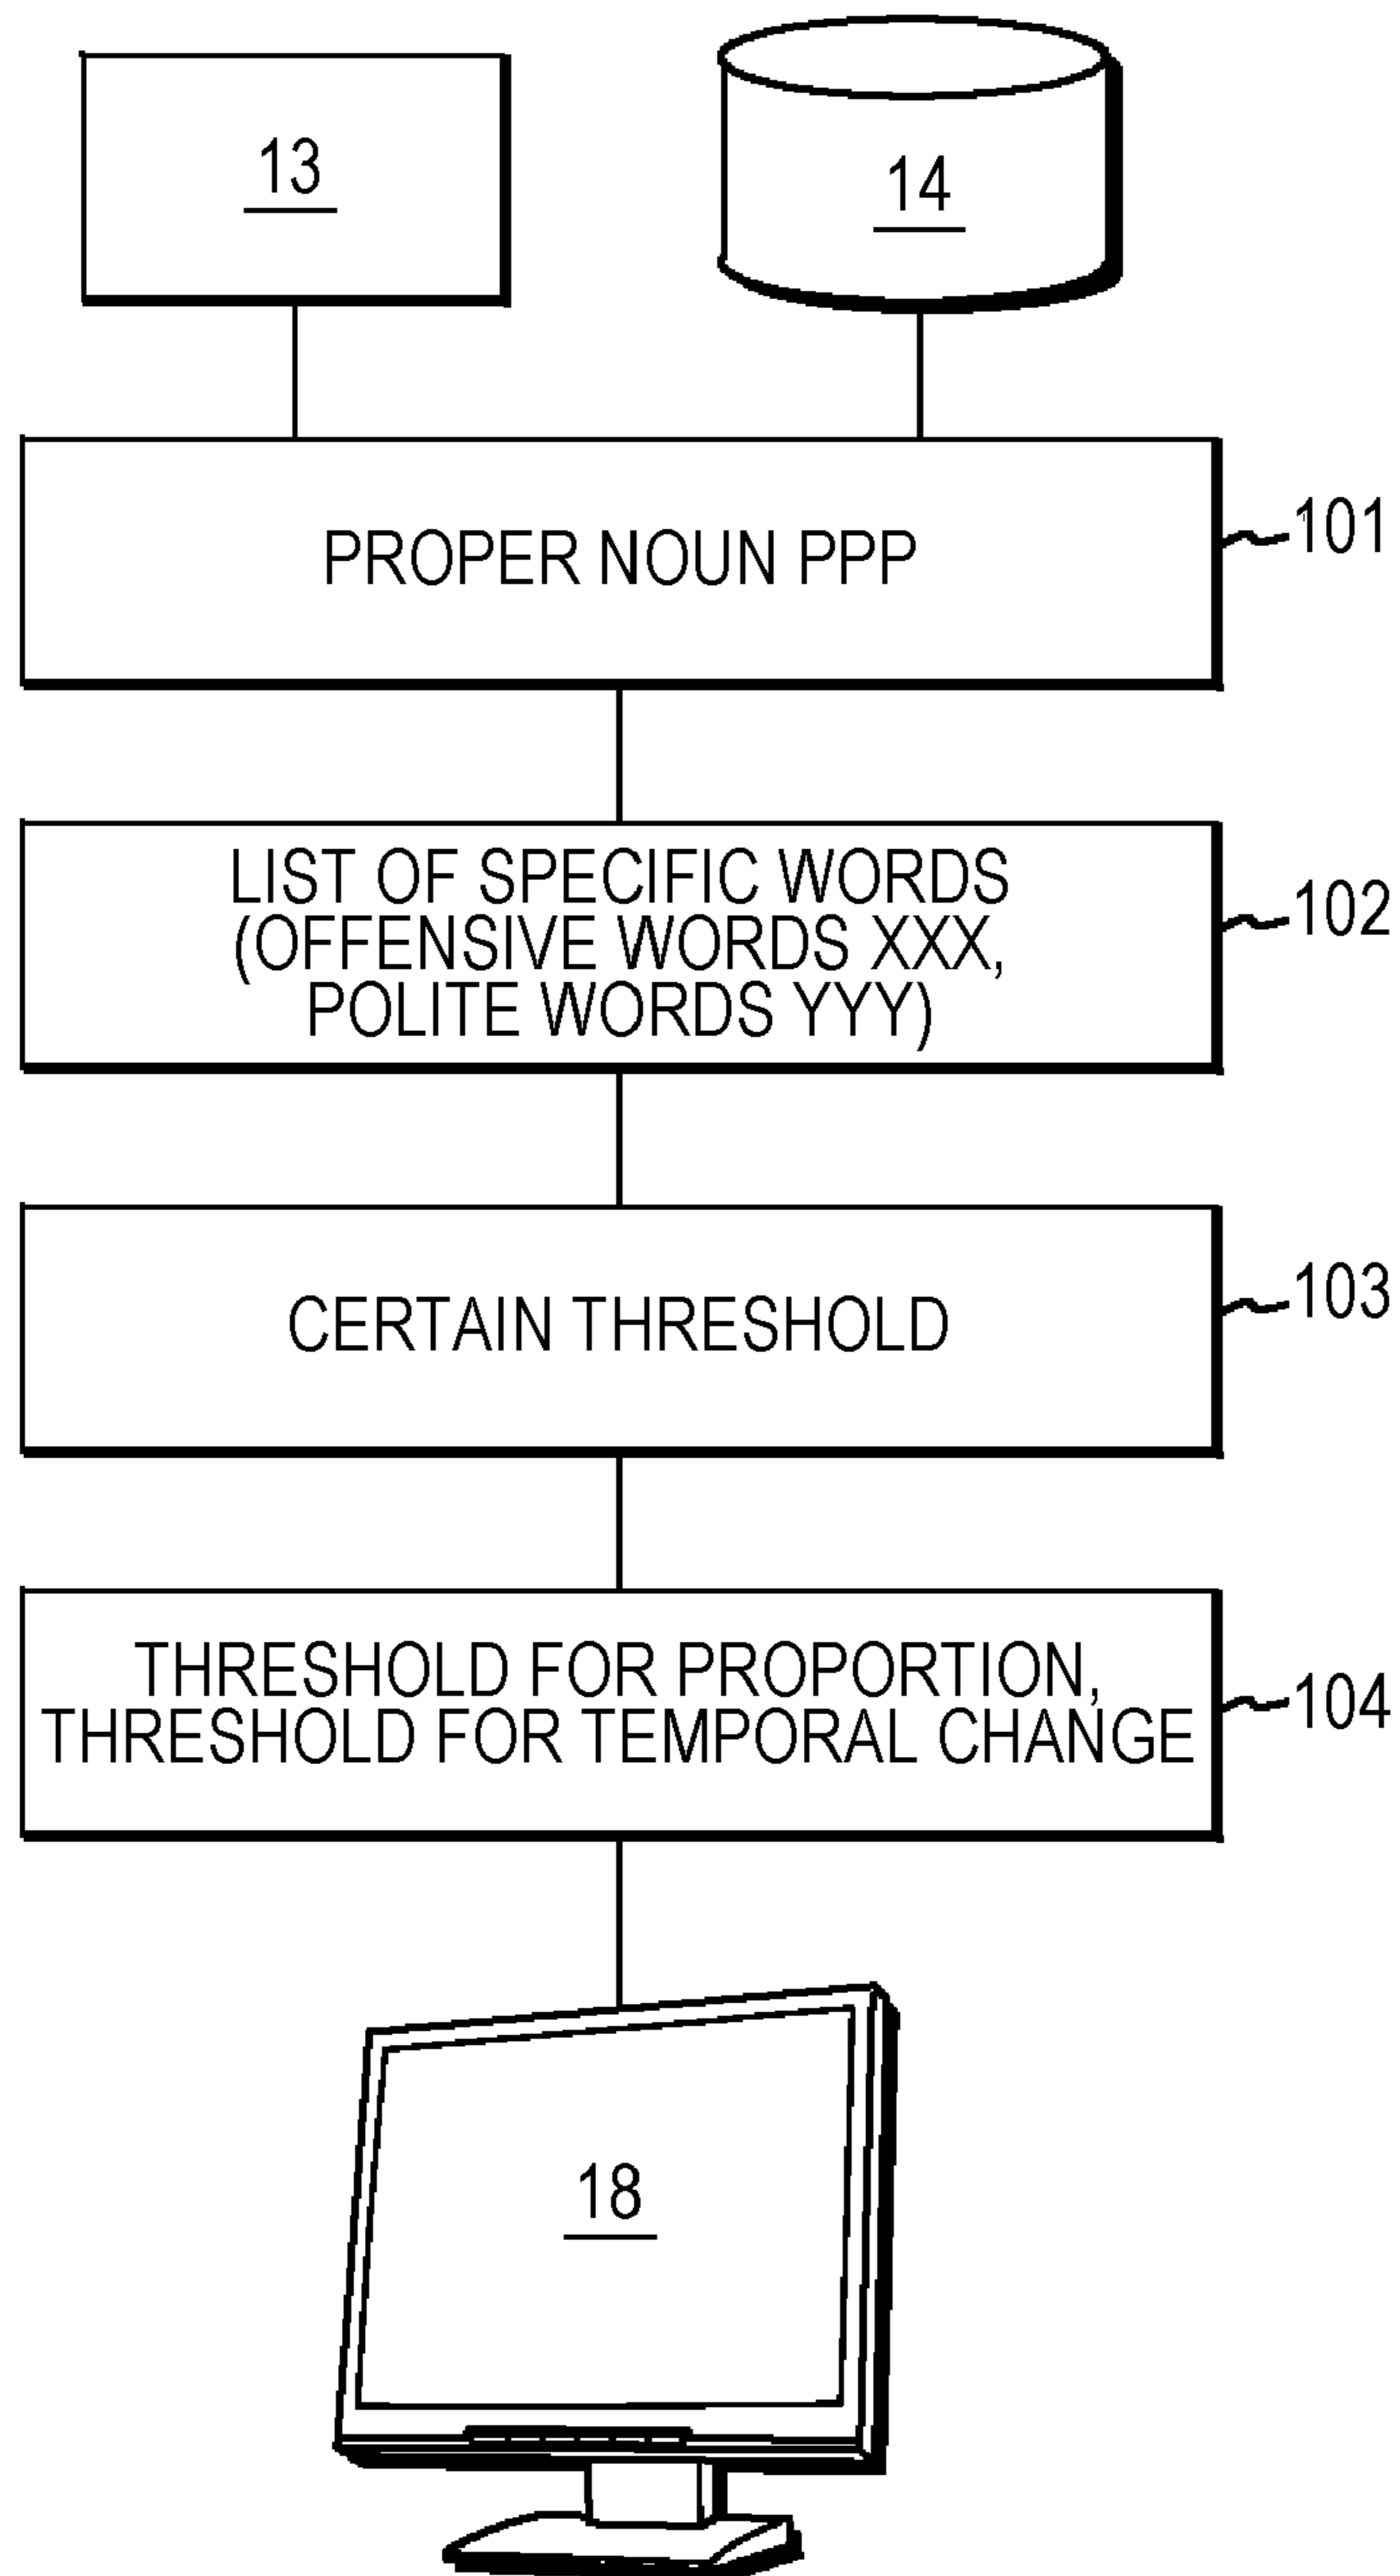 13
14
PROPER NOUN PPP
101
LIST OF SPECIFIC WORDS
(OFFENSIVE WORDS XXX,
POLITE WORDS YYY)
102
CERTAIN THRESHOLD
103
THRESHOLD FOR PROPORTION,
THRESHOLD FOR TEMPORAL CHANGE
104
18